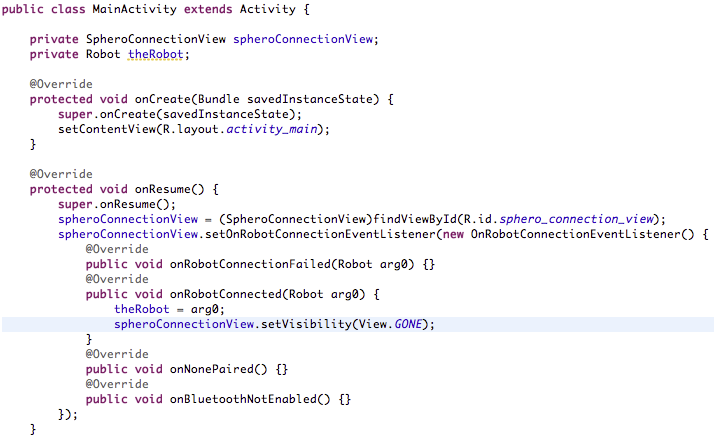 public class MainActivity extends Activity {
    private SpheroConnectionView spheroConnectionView;
    private Robot theRobot;
    @Override
    protected void onCreate(Bundle savedInstanceState) {
        super.onCreate(savedInstanceState);
        setContentView(R.layout.activity_main);
    }
    @Override
    protected void onResume() {
        super.onResume();
        spheroConnectionView = (SpheroConnectionView)findViewById(R.id.sphero_connection_view);
        spheroConnectionView.setOnRobotConnectionEventListener(new OnRobotConnectionEventListener() {
            @Override
            public void onRobotConnectionFailed(Robot arg0) {}
            @Override
            public void onRobotConnected(Robot arg0) {
                theRobot = arg0;
                spheroConnectionView.setVisibility(View.GONE);
            }
            @Override
            public void onNonePaired() {}
            @Override
            public void onBluetoothNotEnabled() {}
        });
    }